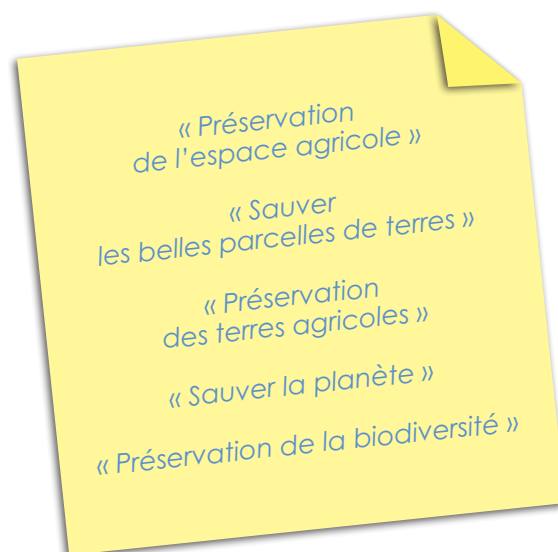 « Préservation
de l’espace agricole »
« Sauver
les belles parcelles de terres »
« Préservation
des terres agricoles »
« Sauver la planète »
« Préservation de la biodiversité »